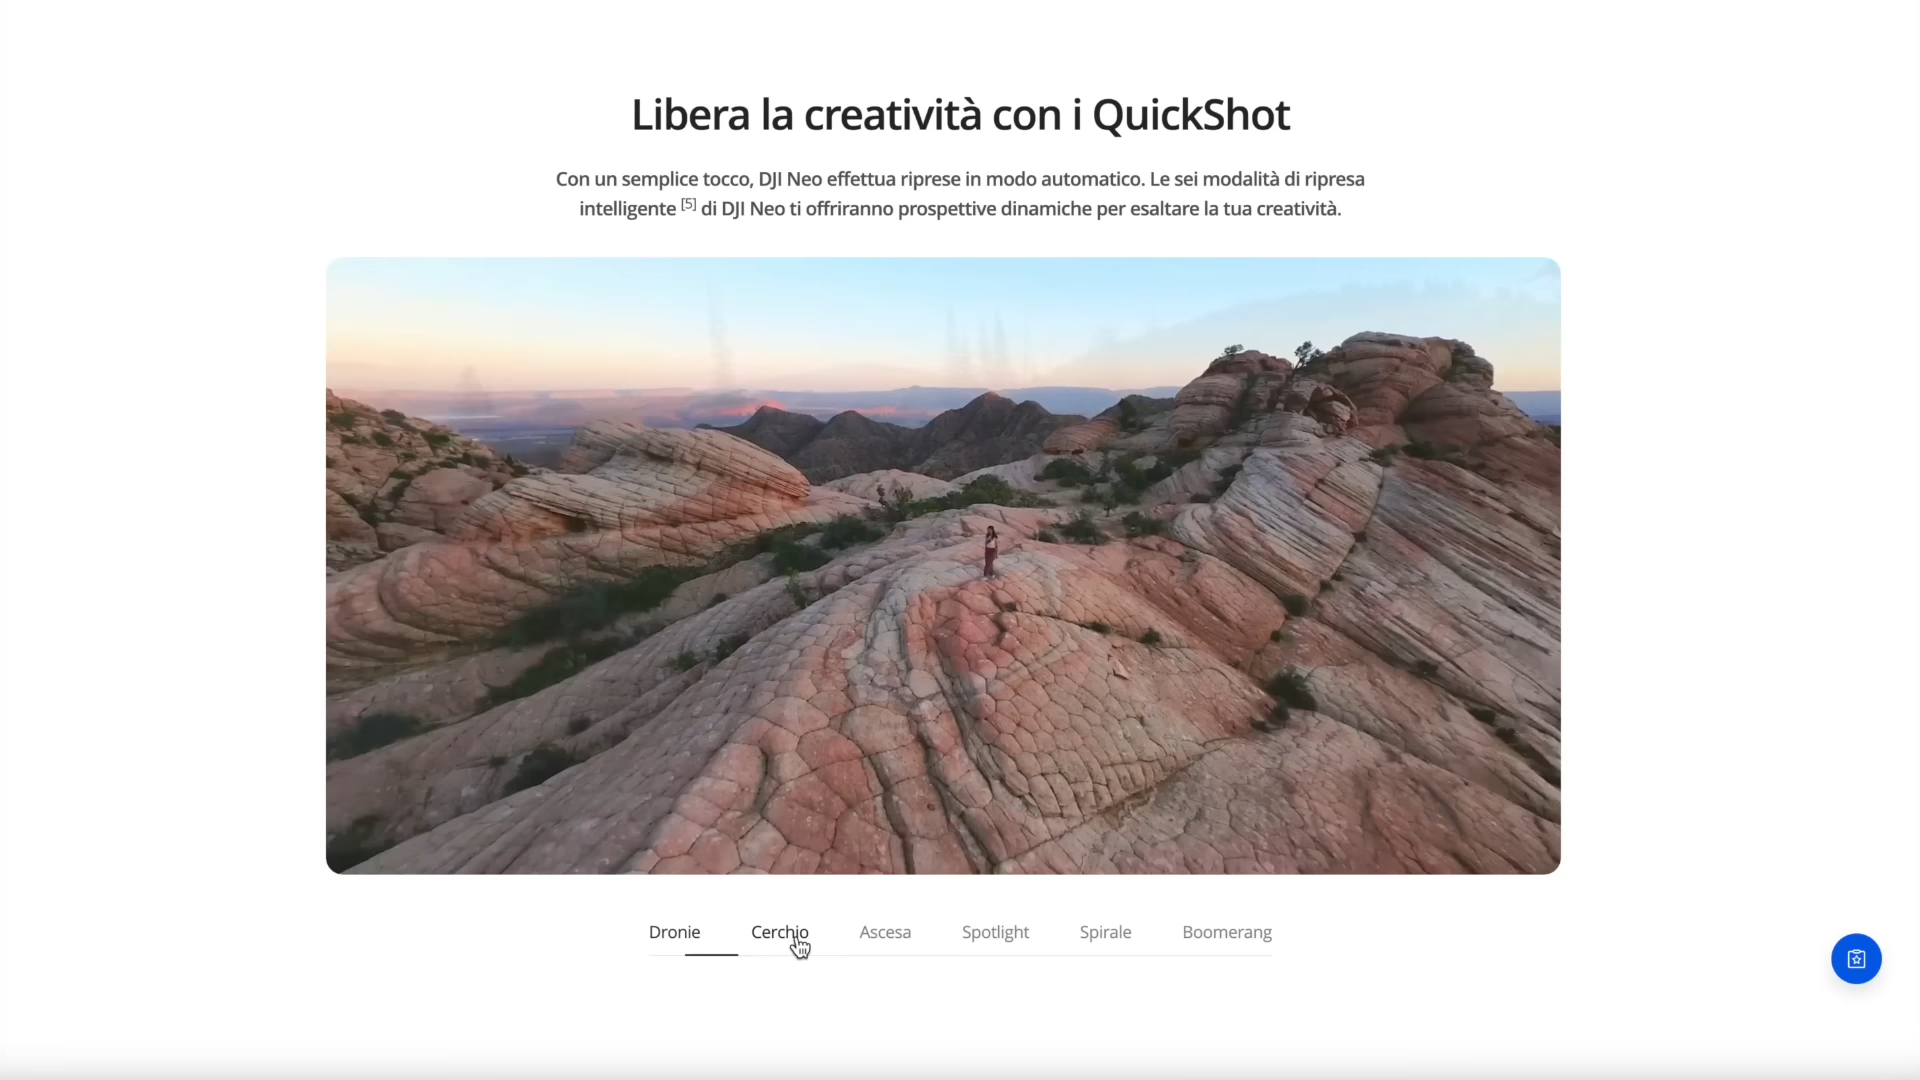 Libera la creatività con i QuickShot
Con un semplice tocco, DJI Neo effettua riprese in modo automatico. Le sei modalità di ripresa
intelligente [5] di DJI Neo ti offriranno prospettive dinamiche per esaltare la tua creatività.
Dronie Cerchio Ascesa Spotlight Spirale Boomerang